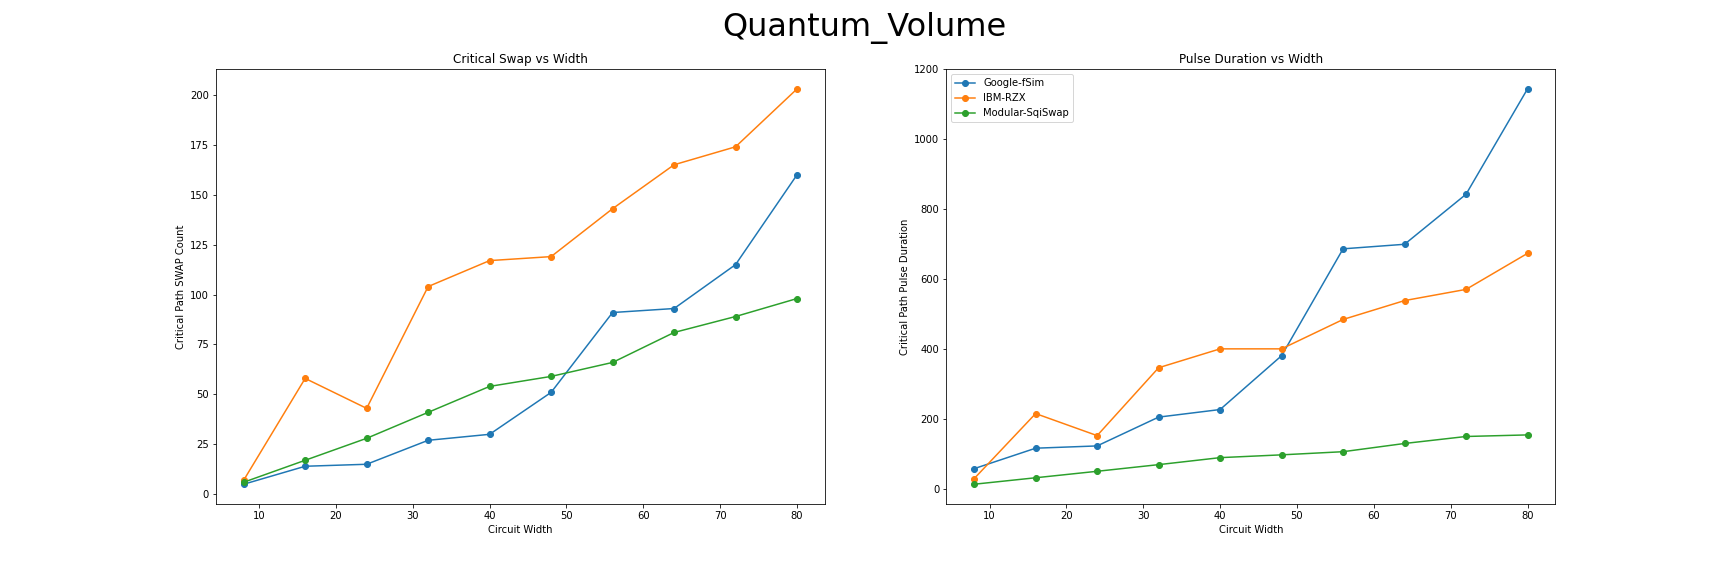 Quantum_Volume
Critical Swap vs Width
Critical Path SWAP Count
200
175
150
125
100
75
50
25
0
10 20 30 40 50 60 70 80
Circuit Width
Pulse Duration vs Width
Google-fSim
IBM-RZX
Modular-SqiSwap
Critical Path Pulse Duration
1200
1000
800
600
400
200
0
10 20 30 40 50 60 70 80
Circuit Width